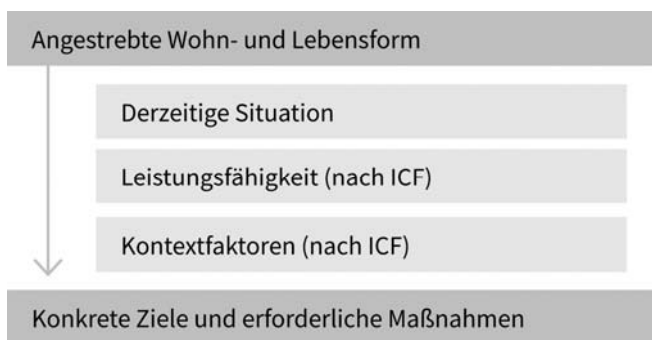 Angestrebte Wohn- und Lebensform
Derzeitige Situation
Leistungsfähigkeit (nach ICF)
Kontextfaktoren (nach ICF)
Konkrete Ziele und erforderliche Maßnahmen